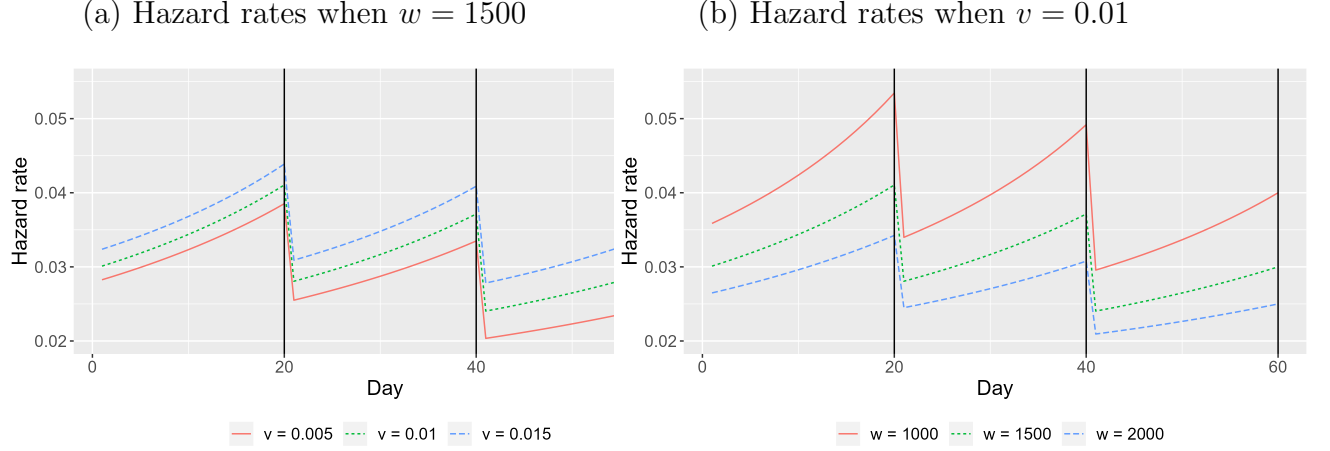 (a) Hazard rates when w = 1500
(b) Hazard rates when v = 0.01
Hazard rate
0.05
0.04
0.03
0.02
0
20
40
Day
v = 0.005
v = 0.01
v = 0.015
Hazard rate
0.05
0.04
0.03
0.02
0
20
40
60
Day
w = 1000
w = 1500
w = 2000